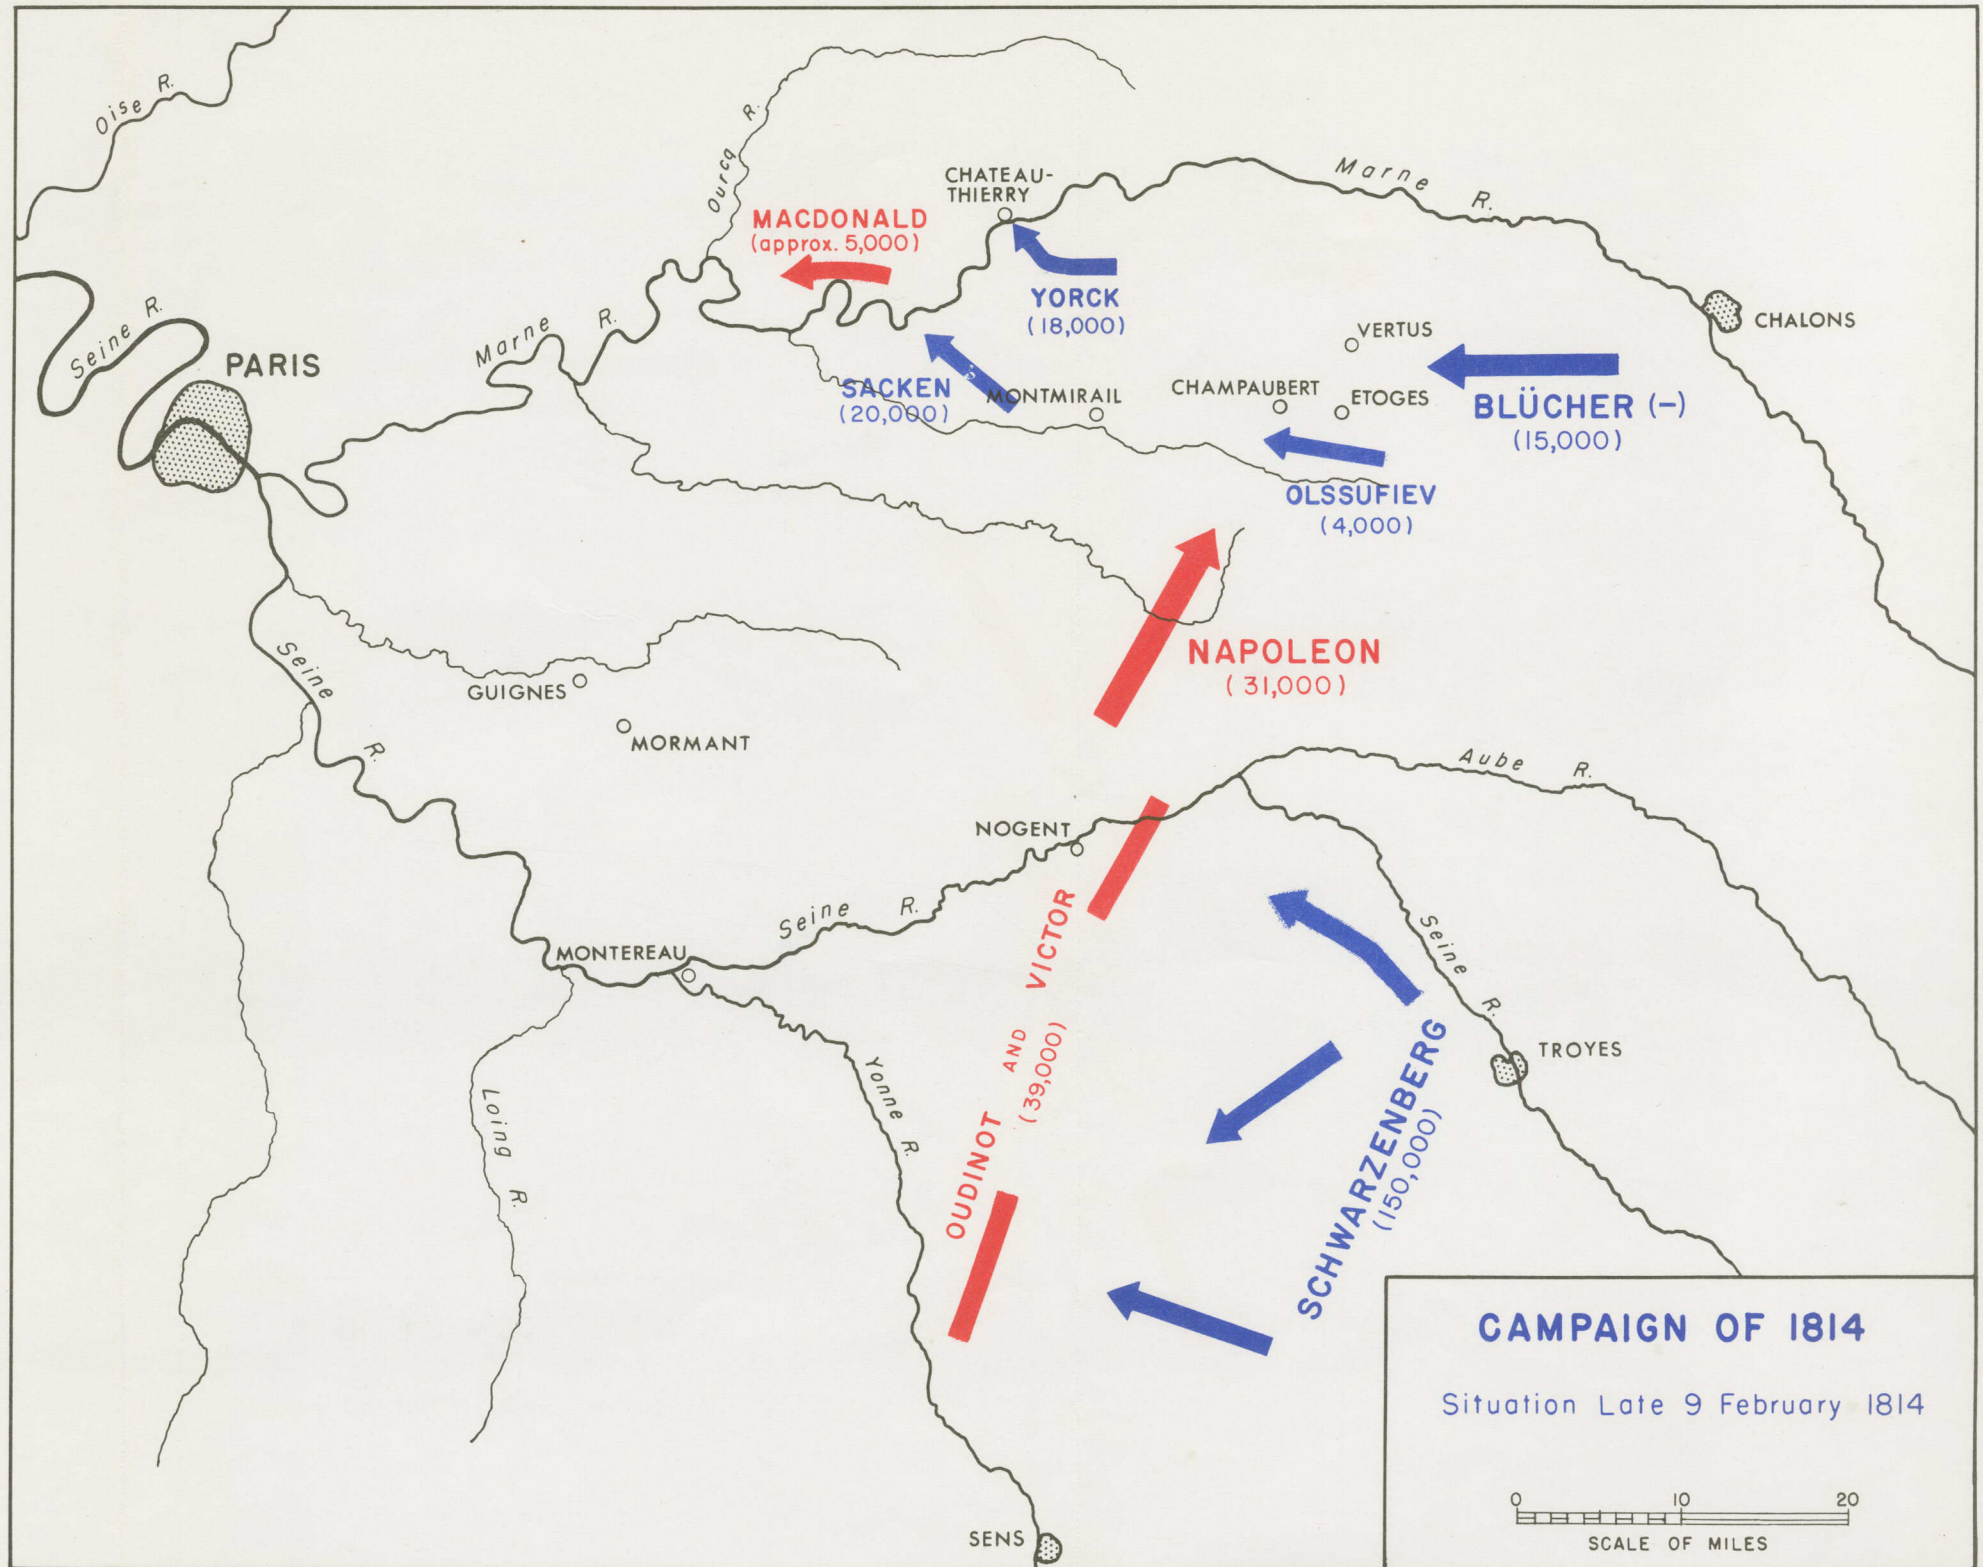 Oise R.
Ourcq R.
CHATEAU-
THIERRY
Marne R.
MACDONALD
(approx. 5,000)
YORCK
(18,000)
CHALONS
VERTUS
Seine R.
PARIS
Marne R.
SACKEN
(20,000)
MONTMIRAIL
CHAMPAUBERT
ETOGES
BLÜCHER (-)
(15,000)
OLSSUFIEV
(4,000)
NAPOLEON
(31,000)
Seine R.
GUIGNES
MORMANT
Aube R.
NOGENT
Seine R.
MONTEREAU
OUDINOT AND VICTOR
(39,000)
Seine R.
TROYES
SCHWARZENBERG
(150,000)
Yonne R.
Loing R.
SENS
CAMPAIGN OF 1814
Situation Late 9 February 1814
0 10 20
SCALE OF MILES